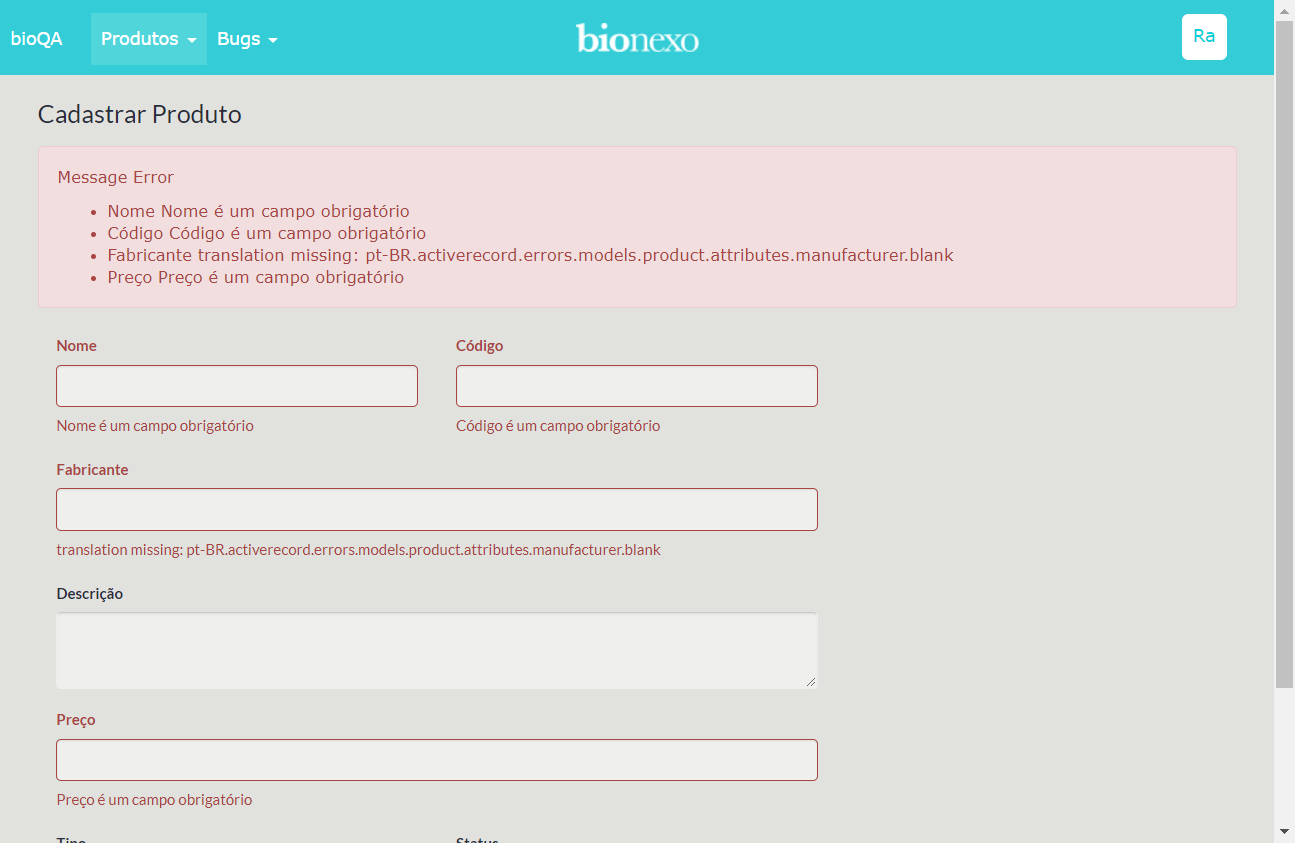 bioQA Produtos Bugs bionexo Ra
Cadastrar Produto
Message Error
Nome Nome é um campo obrigatório
Código Código é um campo obrigatório
Fabricante translation missing: pt-BR.activerecord.errors.models.product.attributes.manufacturer.blank
Preço Preço é um campo obrigatório
Nome Código
Nome é um campo obrigatório Código é um campo obrigatório
Fabricante
translation missing: pt-BR.activerecord.errors.models.product.attributes.manufacturer.blank
Descrição
Preço
Preço é um campo obrigatório
Tipo Status